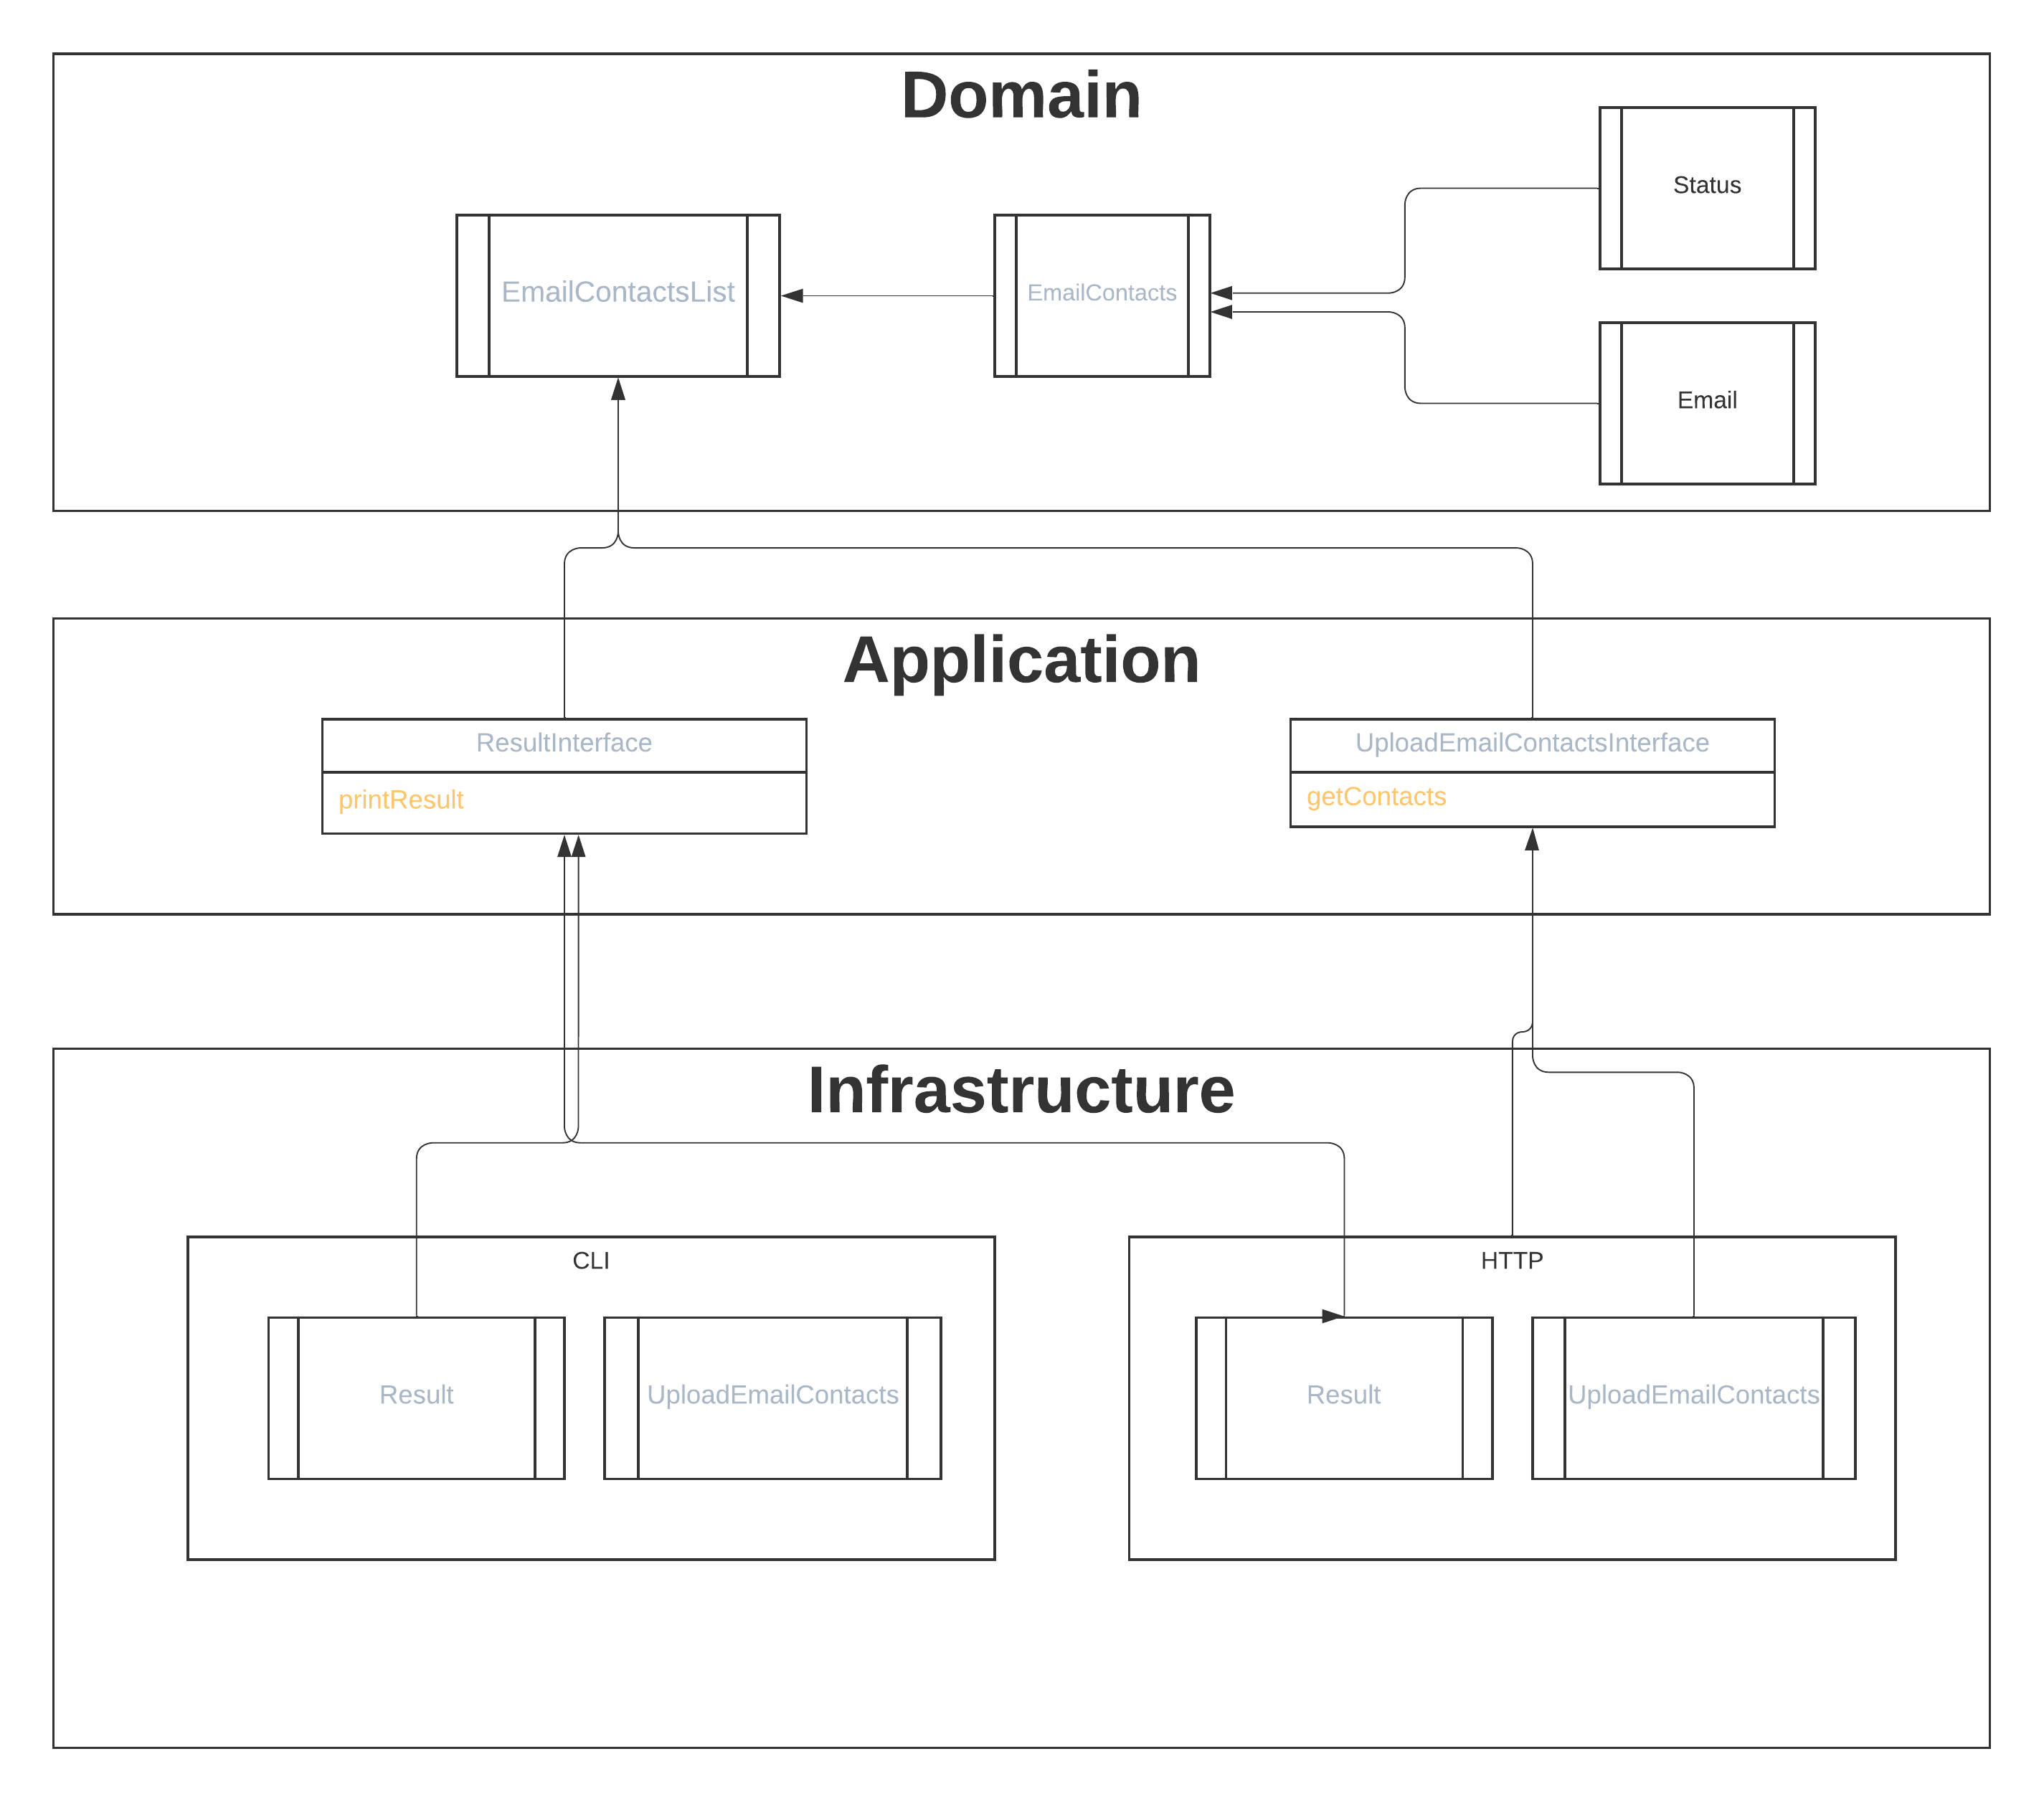 Domain
Status
EmailContactsList
EmailContacts
Email
Application
ResultInterface
printResult
UploadEmailContactsInterface
getContacts
Infrastructure
CLI
Result
UploadEmailContacts
HTTP
Result
UploadEmailContacts